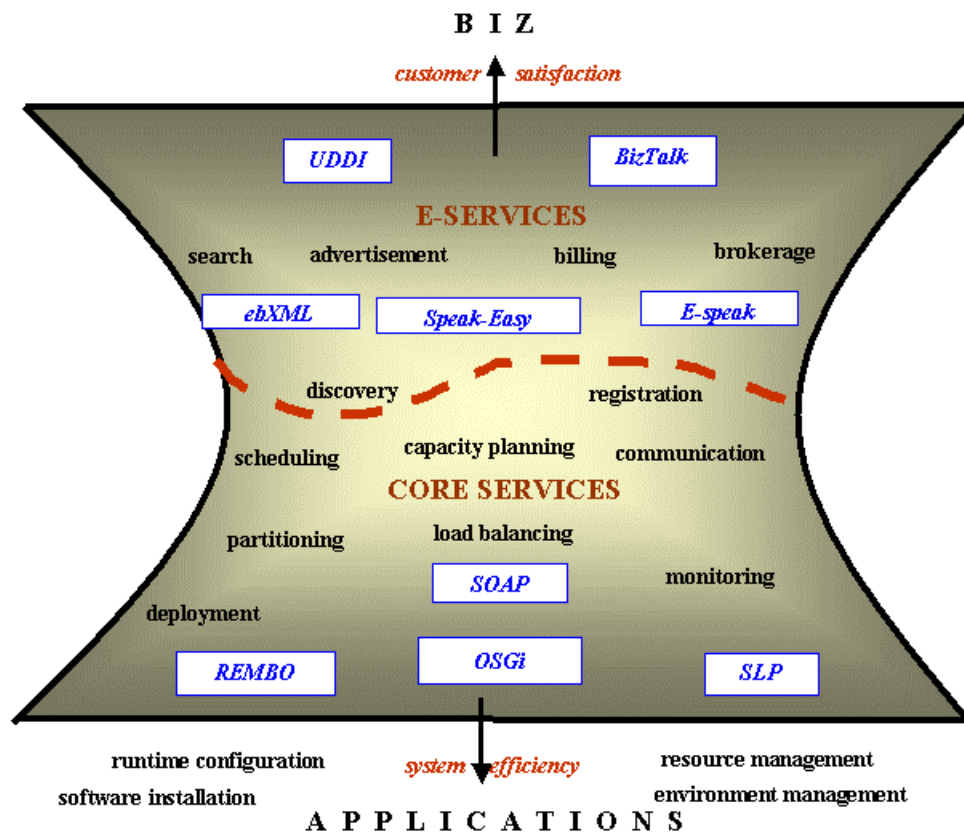 B I Z
customer satisfaction
UDDI
BizTalk
E-SERVICES
search
advertisement
billing
brokerage
ebXML
Speak-Easy
E-speak
discovery
registration
scheduling
capacity planning
communication
CORE SERVICES
partitioning
load balancing
SOAP
monitoring
deployment
REMBO
OSGi
SLP
runtime configuration
system efficiency
resource management
software installation
environment management
A P P L I C A T I O N S